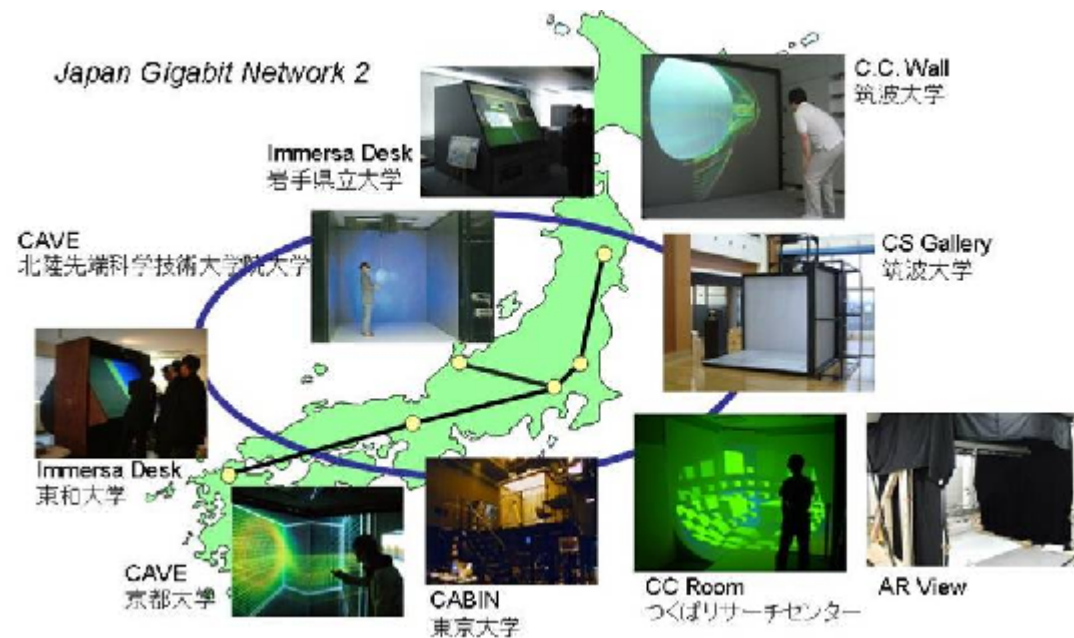 Japan Gigabit Network 2
C.C. Wall
筑波大学
Immersa Desk
岩手県立大学
CAVE
北陸先端科学技術大学院大学
CS Gallery
筑波大学
Immersa Desk
東和大学
CAVE
京都大学
CABIN
東京大学
CC Room
つくばリサーチセンター
AR View